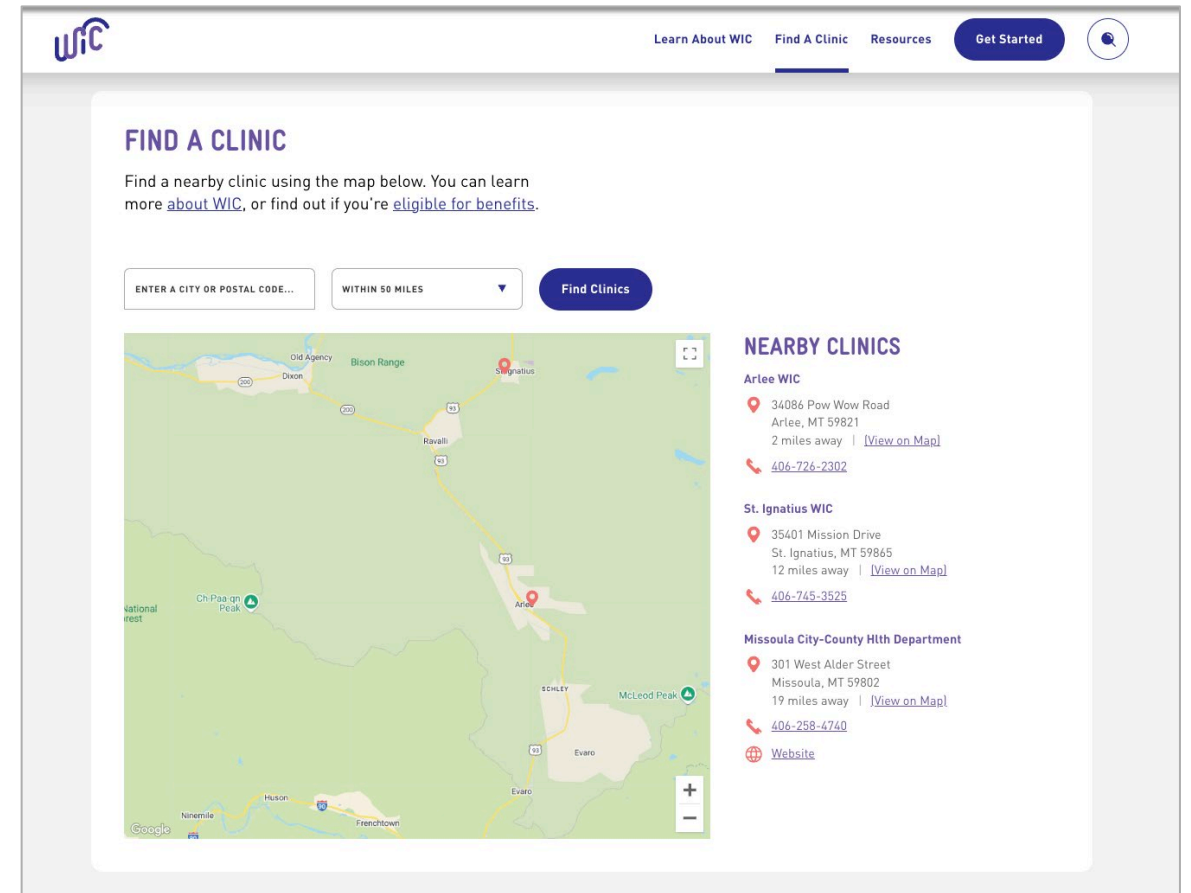 WiC
Learn About WIC
Find A Clinic
Resources
Get Started
FIND A CLINIC
Find a nearby clinic using the map below. You can learn
more about WIC, or find out if you're eligible for benefits.
ENTER A CITY OR POSTAL CODE...
WITHIN 50 MILES
Find Clinics
Old Agency
Bison Range
Dixon
200
St Ignatius
200
93
Ravalli
93
93
Ch-Paa-qn
Peak
National
rest
Arlee
SCHLEY
McLeod Peak
93
Evaro
Evaro
Huson
90
Ninemile
Frenchtown
Google
90
+
−
NEARBY CLINICS
Arlee WIC
34086 Pow Wow Road
Arlee, MT 59821
2 miles away | [View on Map]
406-726-2302
St. Ignatius WIC
35401 Mission Drive
St. Ignatius, MT 59865
12 miles away | [View on Map]
406-745-3525
Missoula City-County Hlth Department
301 West Alder Street
Missoula, MT 59802
19 miles away | [View on Map]
406-258-4740
Website